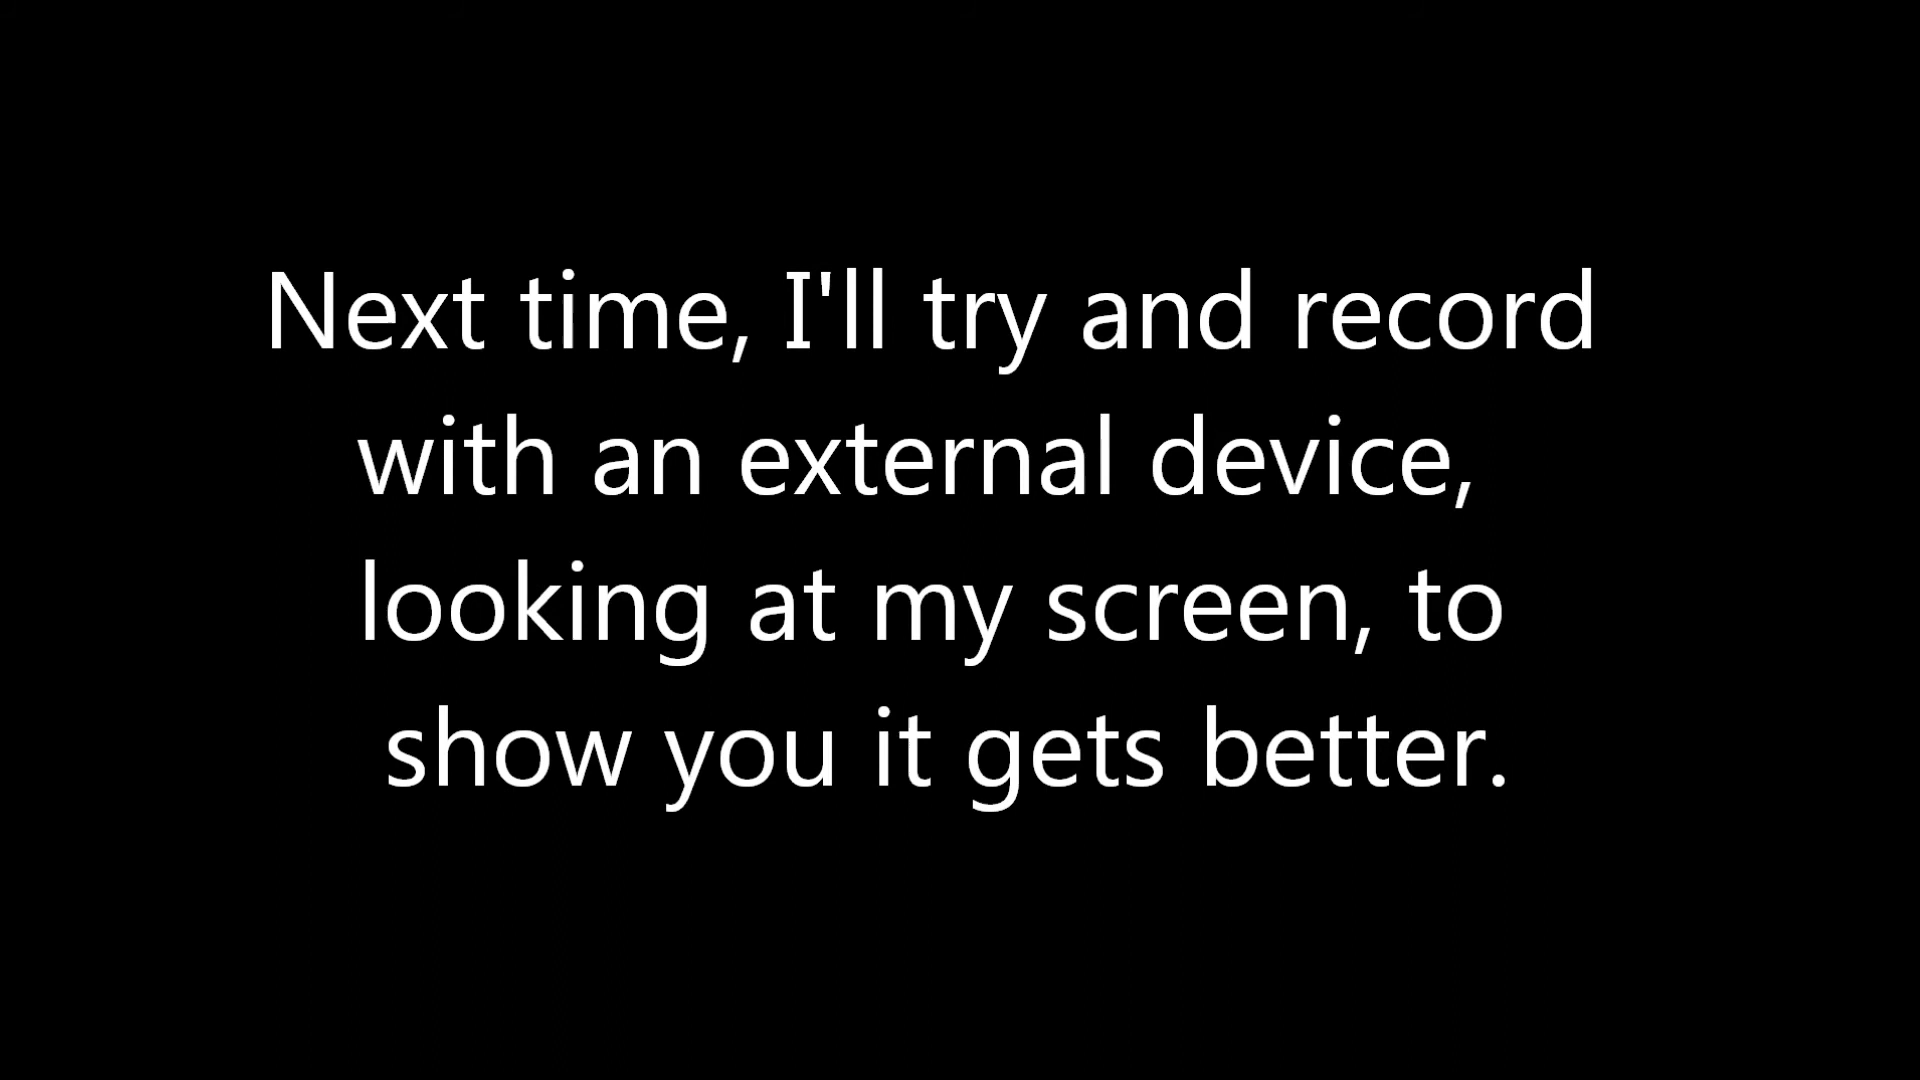 Next time, I'll try and record
with an external device,
looking at my screen, to
show you it gets better.